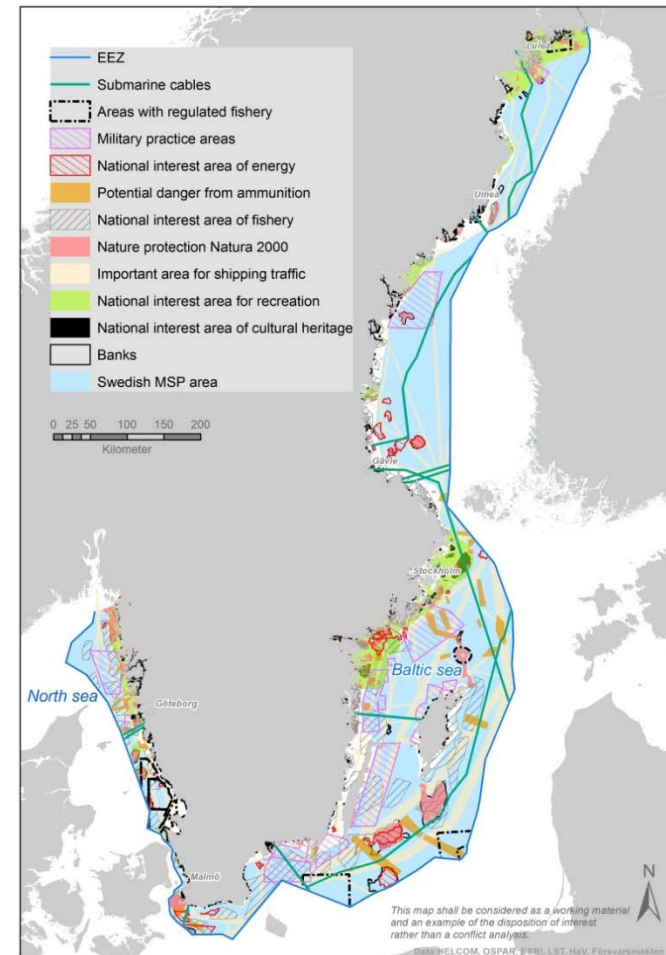 EEZ
Submarine cables
Areas with regulated fishery
Military practice areas
National interest area of energy
Potential danger from ammunition
National interest area of fishery
Nature protection Natura 2000
Important area for shipping traffic
National interest area for recreation
National interest area of cultural heritage
Banks
Swedish MSP area
0 25 50 100 150 200
Kilometer
Luleå
Umeå
Gävle
Stockholm
Baltic sea
North sea
Göteborg
Malmö
N
This map shall be considered as a working material
and an example of the disposition of interest
rather than a conflict analysis.
Data HELCOM, OSPAR, ESRI, LST, HaV, Försvarsmakten